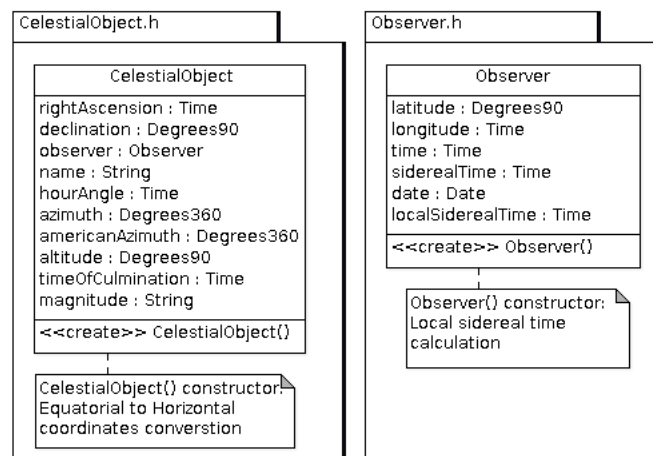 CelestialObject.h
CelestialObject
rightAscension : Time
declination : Degrees90
observer : Observer
name : String
hourAngle : Time
azimuth : Degrees360
americanAzimuth : Degrees360
altitude : Degrees90
timeOfCulmination : Time
magnitude : String
<<create>> CelestialObject()
CelestialObject() constructor:
Equatorial to Horizontal
coordinates converstion
Observer.h
Observer
latitude : Degrees90
longitude : Time
time : Time
siderealTime : Time
date : Date
localSiderealTime : Time
<<create>> Observer()
Observer() constructor:
Local sidereal time
calculation